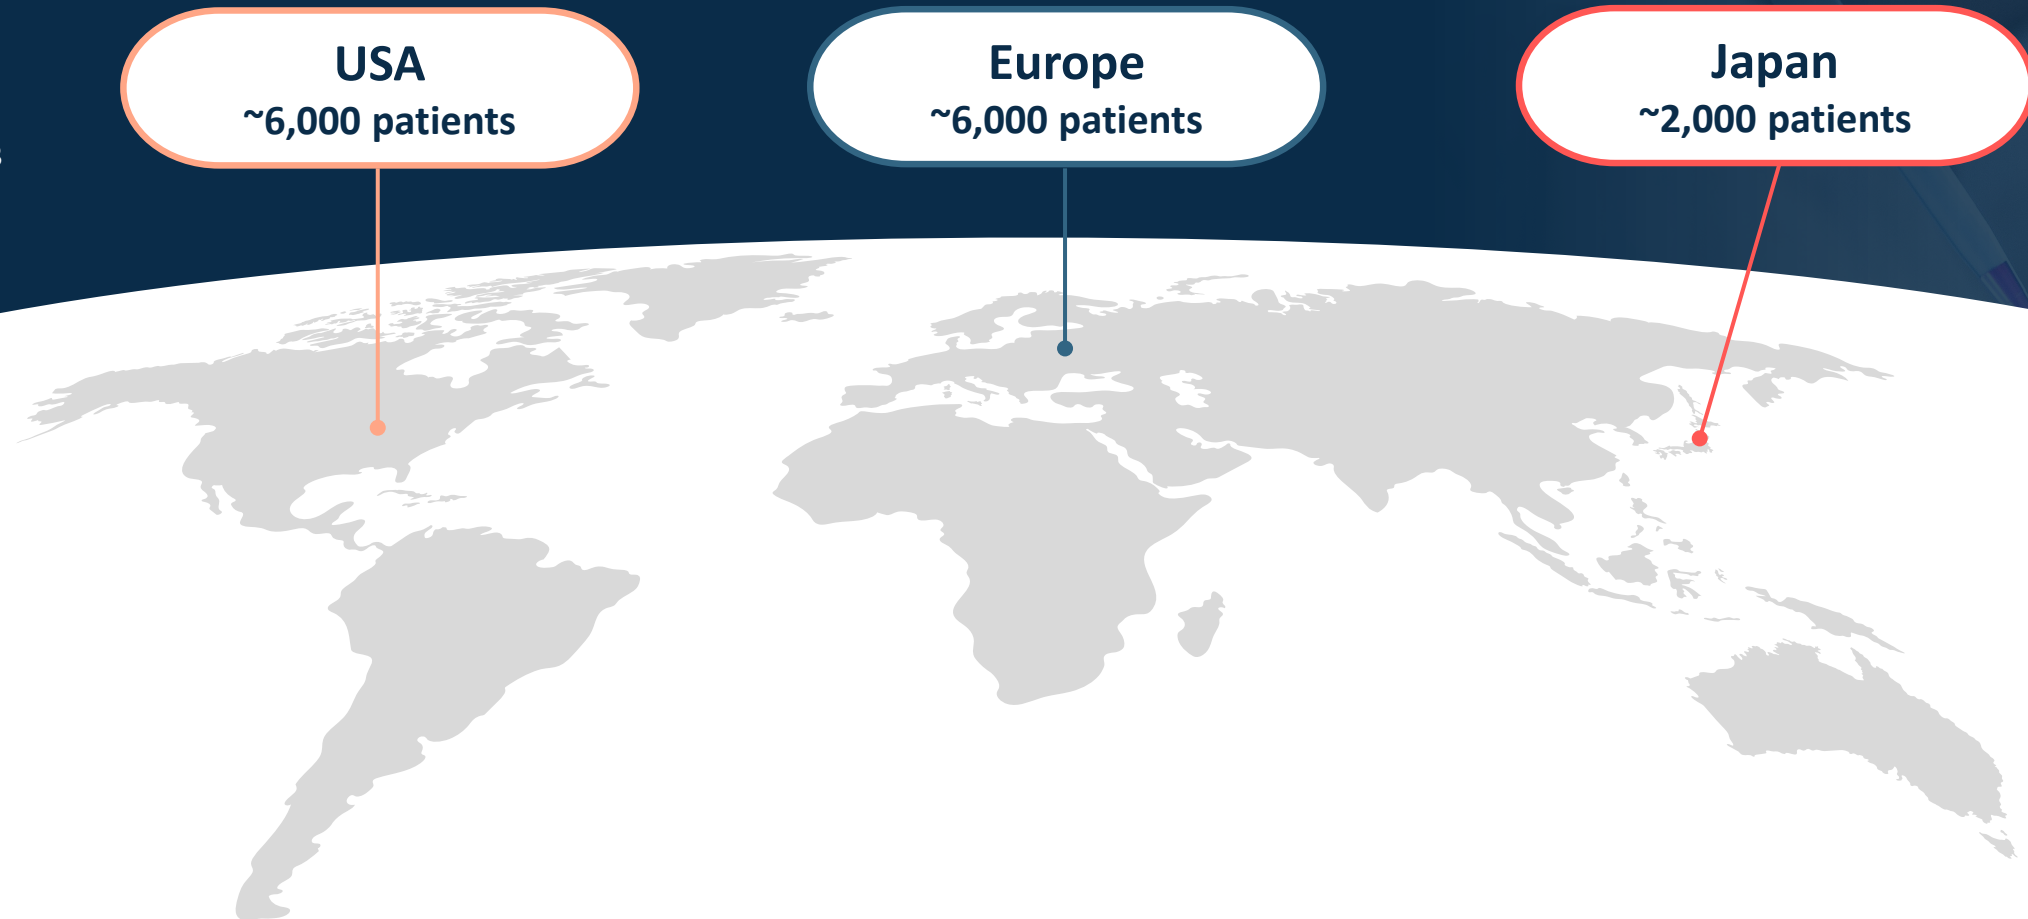 USA
~6,000 patients
Europe
~6,000 patients
Japan
~2,000 patients